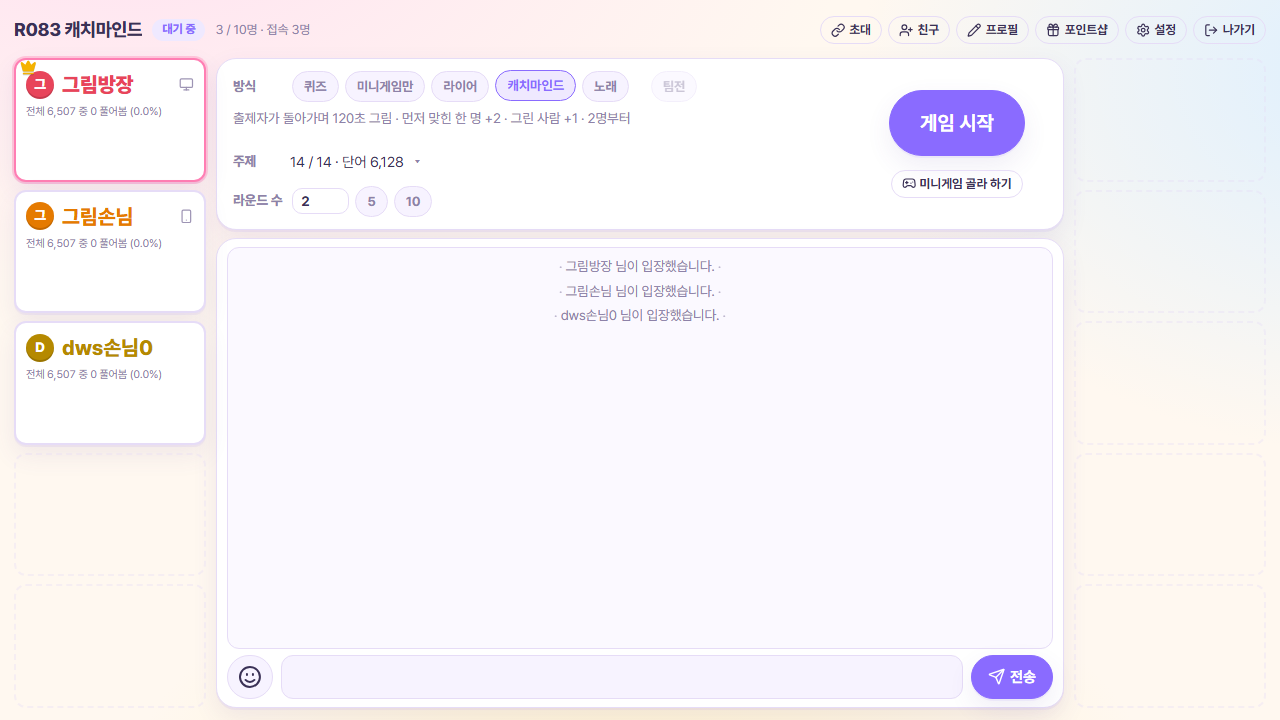 R083 캐치마인드 대기 중 3 / 10명 · 접속 3명 초대 친구 프로필 포인트샵 설정 나가기
그 그림방장
전체 6,507 중 0 풀어봄 (0.0%)
그 그림손님
전체 6,507 중 0 풀어봄 (0.0%)
D dws손님0
전체 6,507 중 0 풀어봄 (0.0%)
방식 퀴즈 미니게임만 라이어 캐치마인드 노래 팀전
출제자가 돌아가며 120초 그림 · 먼저 맞힌 한 명 +2 · 그린 사람 +1 · 2명부터
주제 14 / 14 · 단어 6,128
라운드 수 2 5 10
게임 시작
미니게임 골라 하기
· 그림방장 님이 입장했습니다. ·
· 그림손님 님이 입장했습니다. ·
· dws손님0 님이 입장했습니다. ·
전송